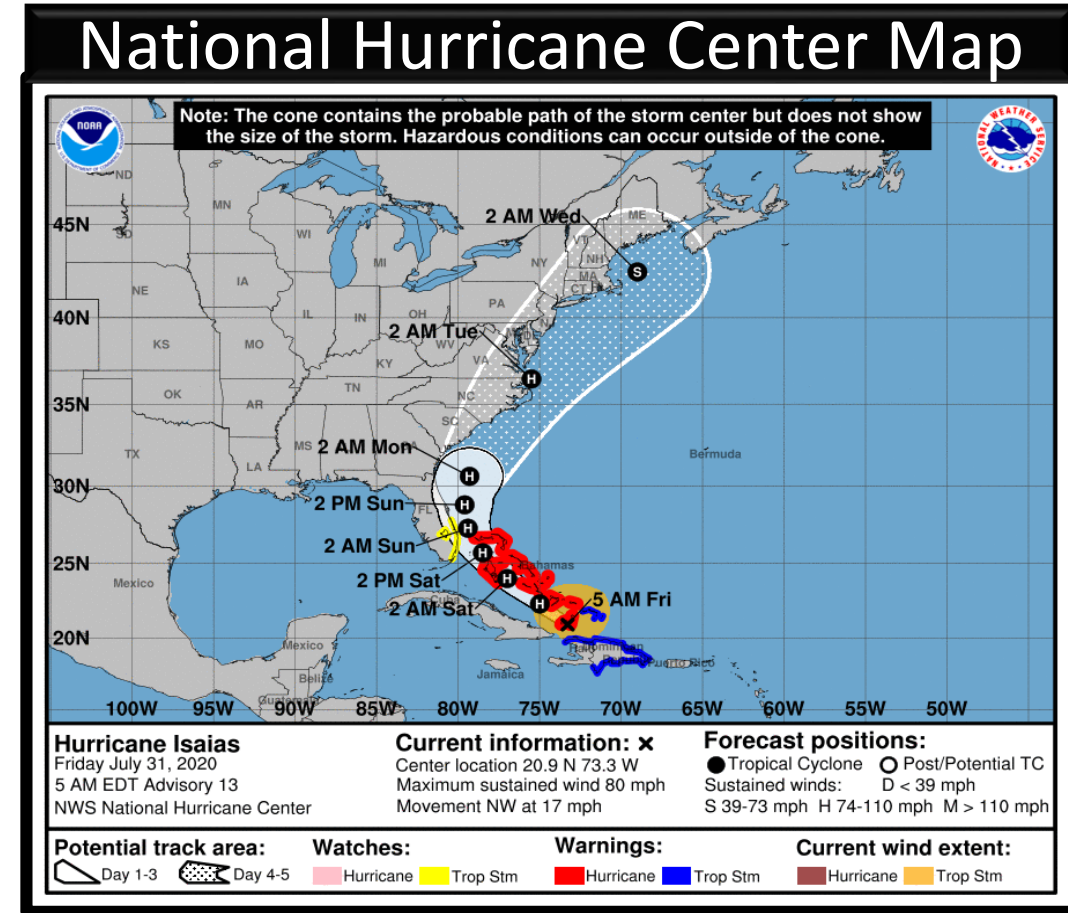 National Hurricane Center Map
Note: The cone contains the probable path of the storm center but does not show
the size of the storm. Hazardous conditions can occur outside of the cone.
NOAA
NATIONAL WEATHER SERVICE
ND
MN
SD
WI
MI
NY
VT
ME
NH
MA
CT
45N
2 AM Wed
S
NE
IA
IL
IN
OH
PA
40N
2 AM Tue
H
KS
MO
WV
VA
KY
OK
AR
TN
NC
35N
SC
TX
MS
LA
2 AM Mon
H
Bermuda
30N
FL
2 PM Sun
H
2 AM Sun
H
25N
2 PM Sat
H
Bahamas
Mexico
2 AM Sat
H
H
5 AM Fri
Cuba
20N
Mexico
Belize
Jamaica
Dominican
Puerto Rico
Guatemala
100W 95W 90W 85W 80W 75W 70W 65W 60W 55W 50W
Hurricane Isaias
Friday July 31, 2020
5 AM EDT Advisory 13
NWS National Hurricane Center
Current information: x
Center location 20.9 N 73.3 W
Maximum sustained wind 80 mph
Movement NW at 17 mph
Forecast positions:
Tropical Cyclone Post/Potential TC
Sustained winds: D < 39 mph
S 39-73 mph H 74-110 mph M > 110 mph
Potential track area:
Day 1-3 Day 4-5
Watches:
Hurricane Trop Stm
Warnings:
Hurricane Trop Stm
Current wind extent:
Hurricane Trop Stm